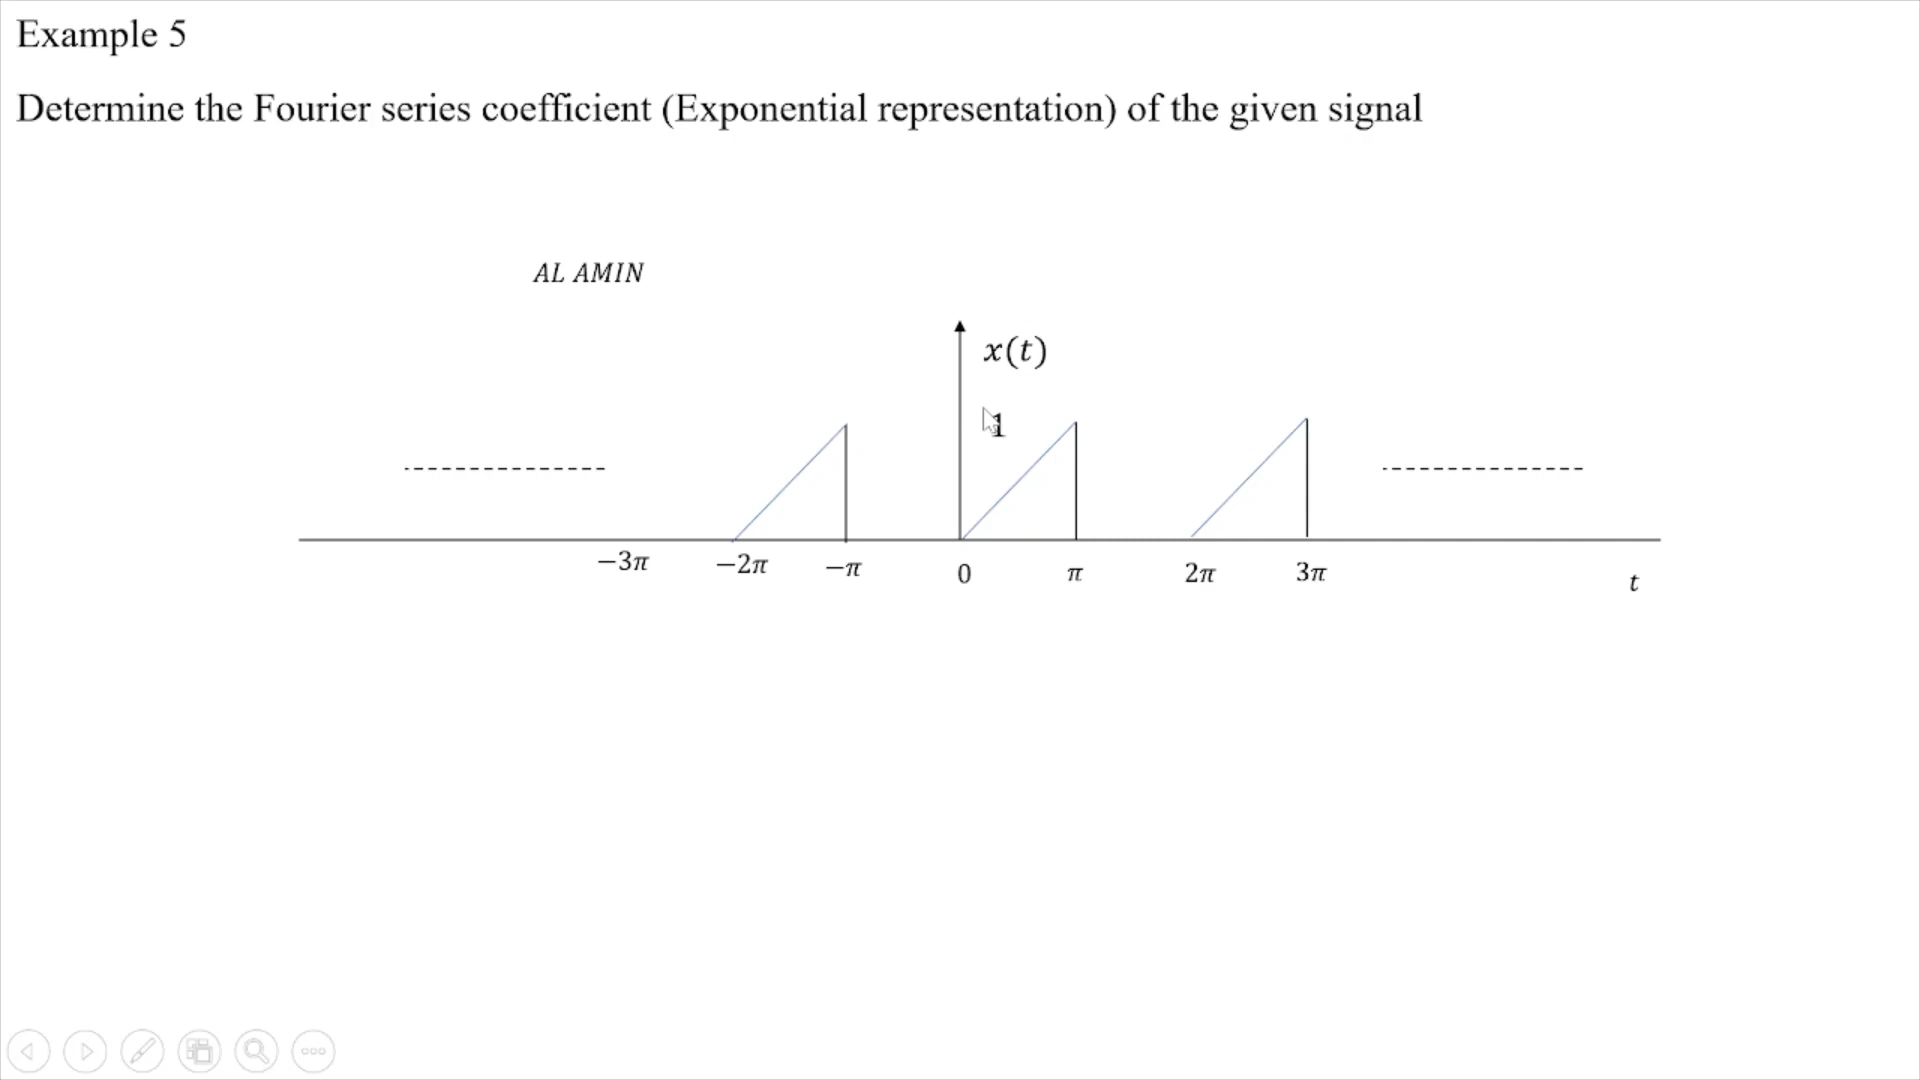 Example 5
Determine the Fourier series coefficient (Exponential representation) of the given signal
AL AMIN
x(t)
1
−3π −2π −π 0 π 2π 3π t